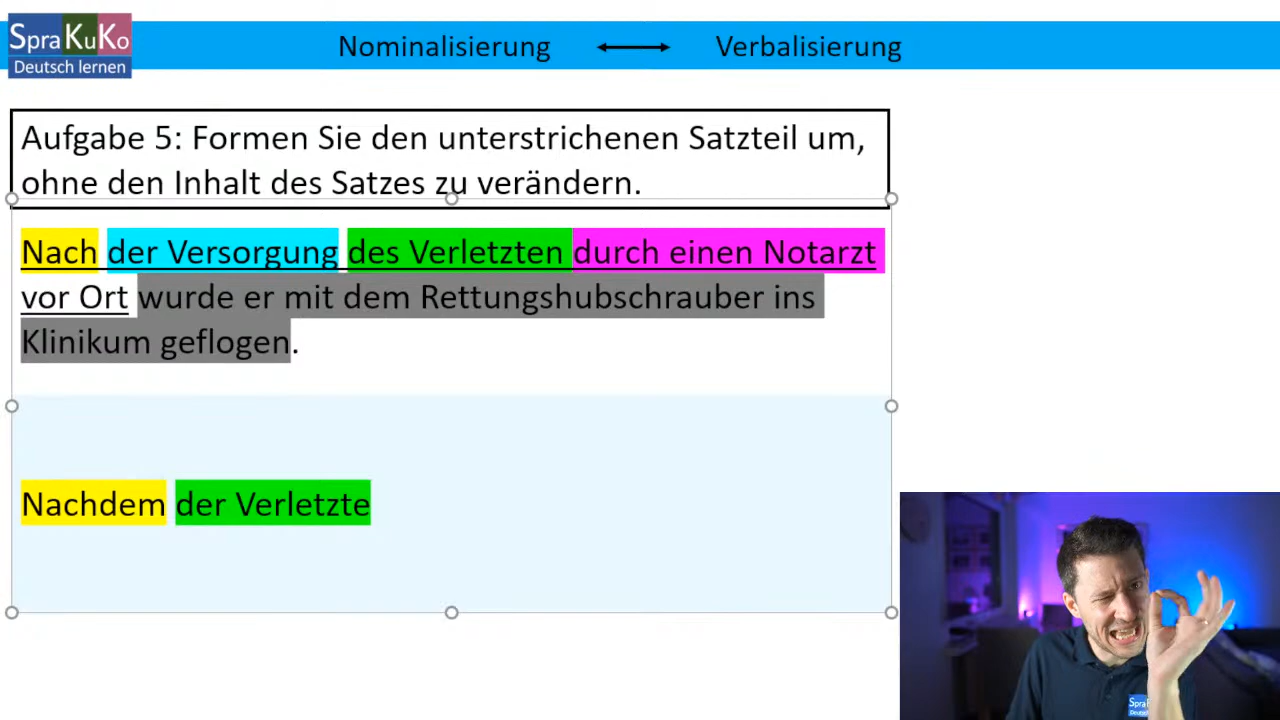 SpraKuKo
Deutsch lernen
Nominalisierung
Verbalisierung
Aufgabe 5: Formen Sie den unterstrichenen Satzteil um,
ohne den Inhalt des Satzes zu verändern.
Nach der Versorgung des Verletzten durch einen Notarzt
vor Ort wurde er mit dem Rettungshubschrauber ins
Klinikum geflogen.
Nachdem der Verletzte